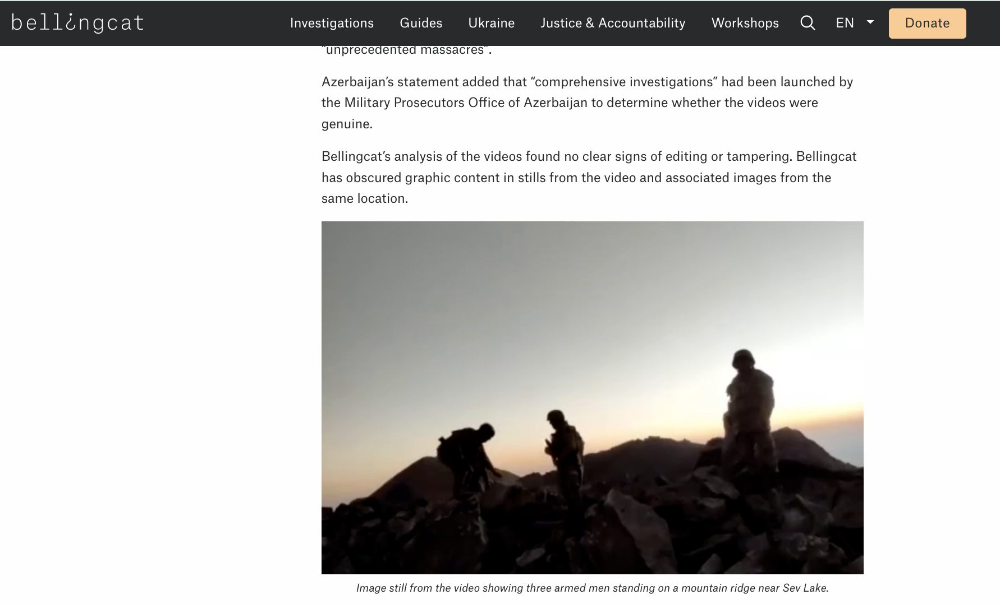 bellingcat
Investigations Guides Ukraine Justice & Accountability Workshops EN Donate
“unprecedented massacres”.
Azerbaijan’s statement added that “comprehensive investigations” had been launched by
the Military Prosecutors Office of Azerbaijan to determine whether the videos were
genuine.
Bellingcat’s analysis of the videos found no clear signs of editing or tampering. Bellingcat
has obscured graphic content in stills from the video and associated images from the
same location.
Image still from the video showing three armed men standing on a mountain ridge near Sev Lake.